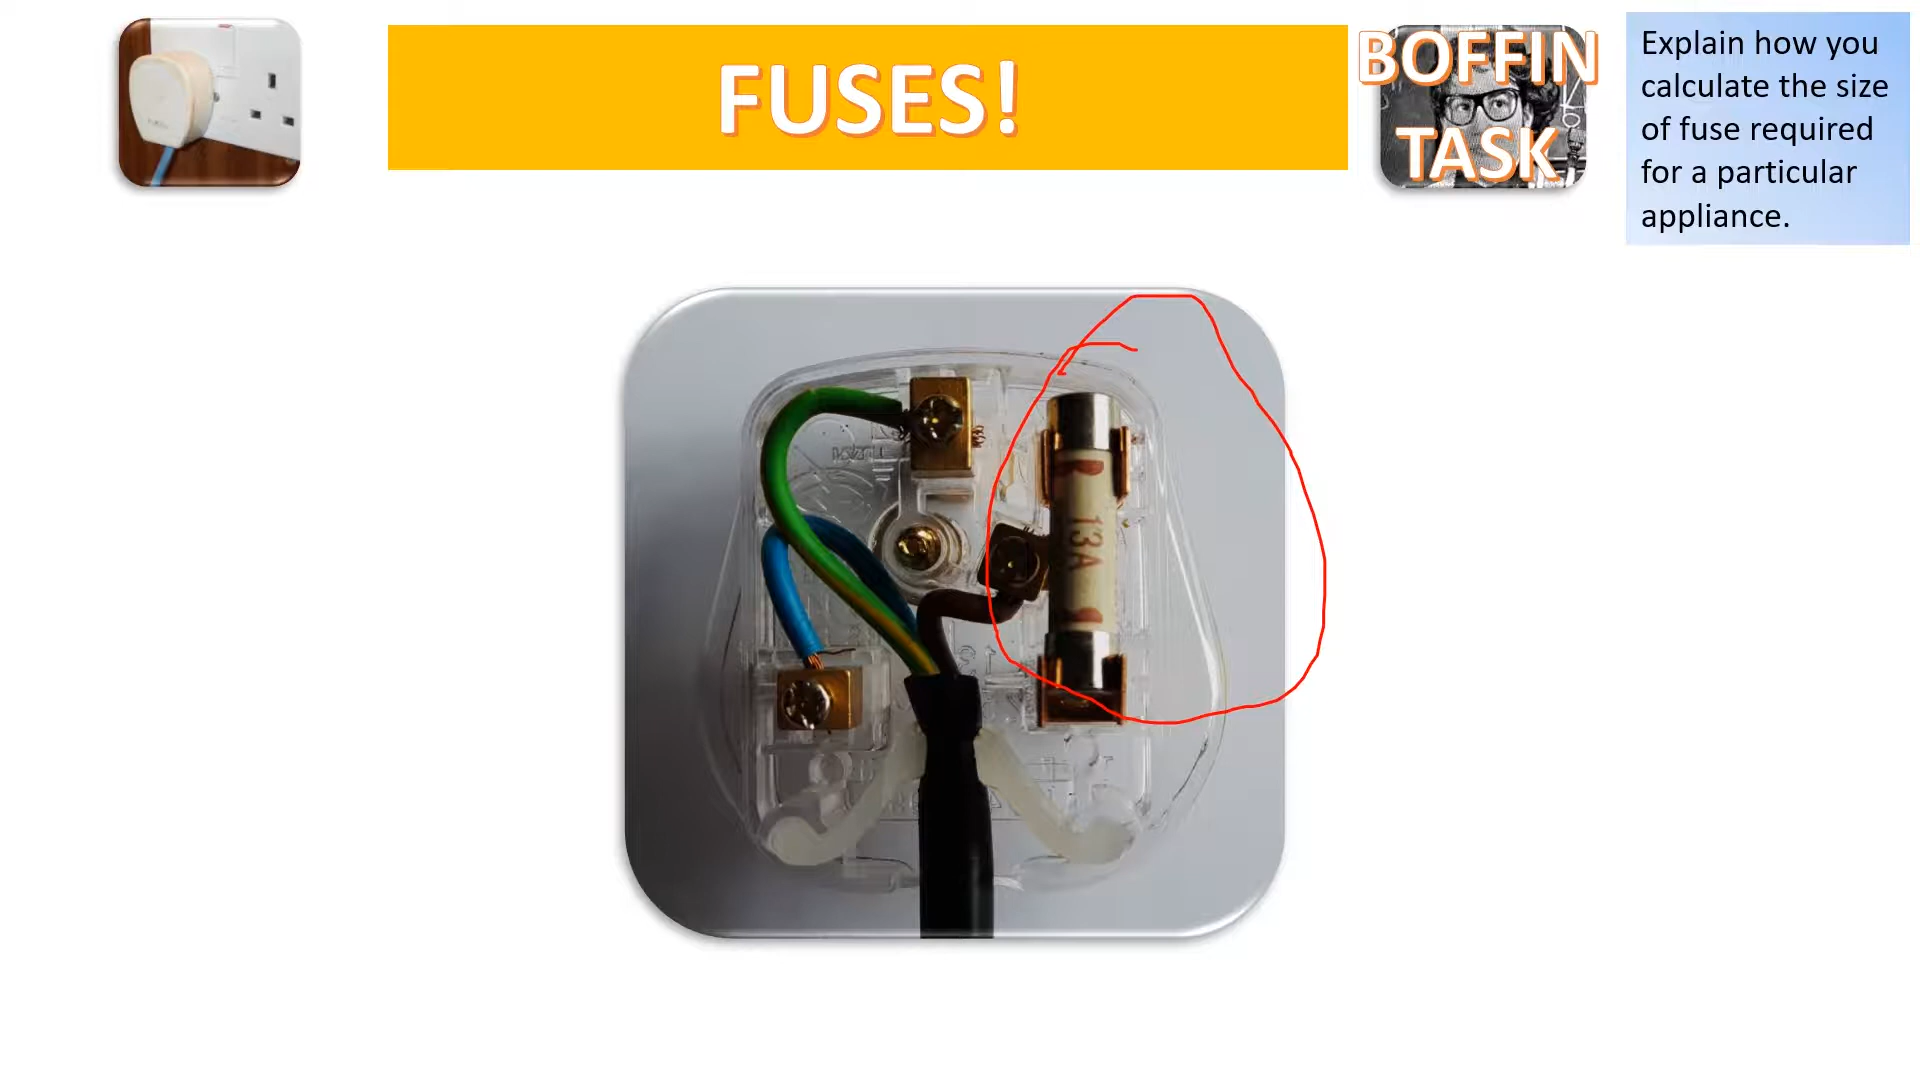 FUSES!
BOFFIN
TASK
Explain how you
calculate the size
of fuse required
for a particular
appliance.
13A